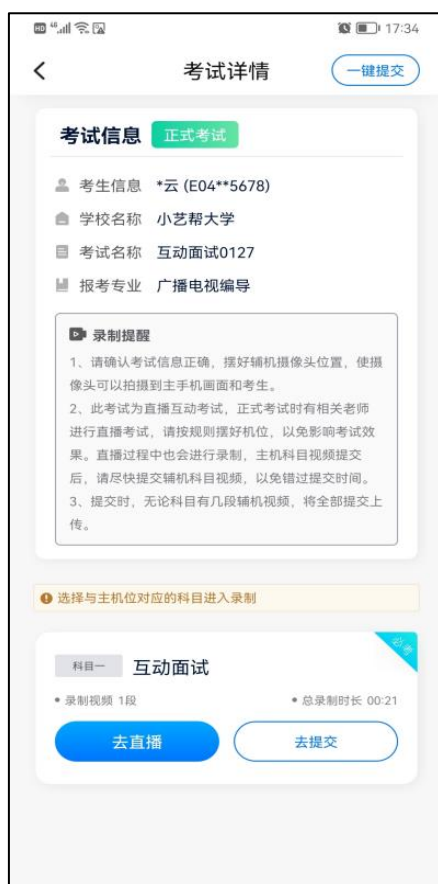 HD 46 17:34
考试详情 一键提交
考试信息 正式考试
考生信息 *云 (E04**5678)
学校名称 小艺帮大学
考试名称 互动面试0127
报考专业 广播电视编导
录制提醒
1、请确认考试信息正确，摆好辅机摄像头位置，使摄
像头可以拍摄到主手机画面和考生。
2、此考试为直播互动考试，正式考试时有相关老师
进行直播考试，请按规则摆好机位，以免影响考试效
果。直播过程中也会进行录制，主机科目视频提交
后，请尽快提交辅机科目视频，以免错过提交时间。
3、提交时，无论科目有几段辅机视频，将全部提交上
传。
选择与主机位对应的科目进入录制
必考
科目一 互动面试
• 录制视频 1段 • 总录制时长 00:21
去直播 去提交